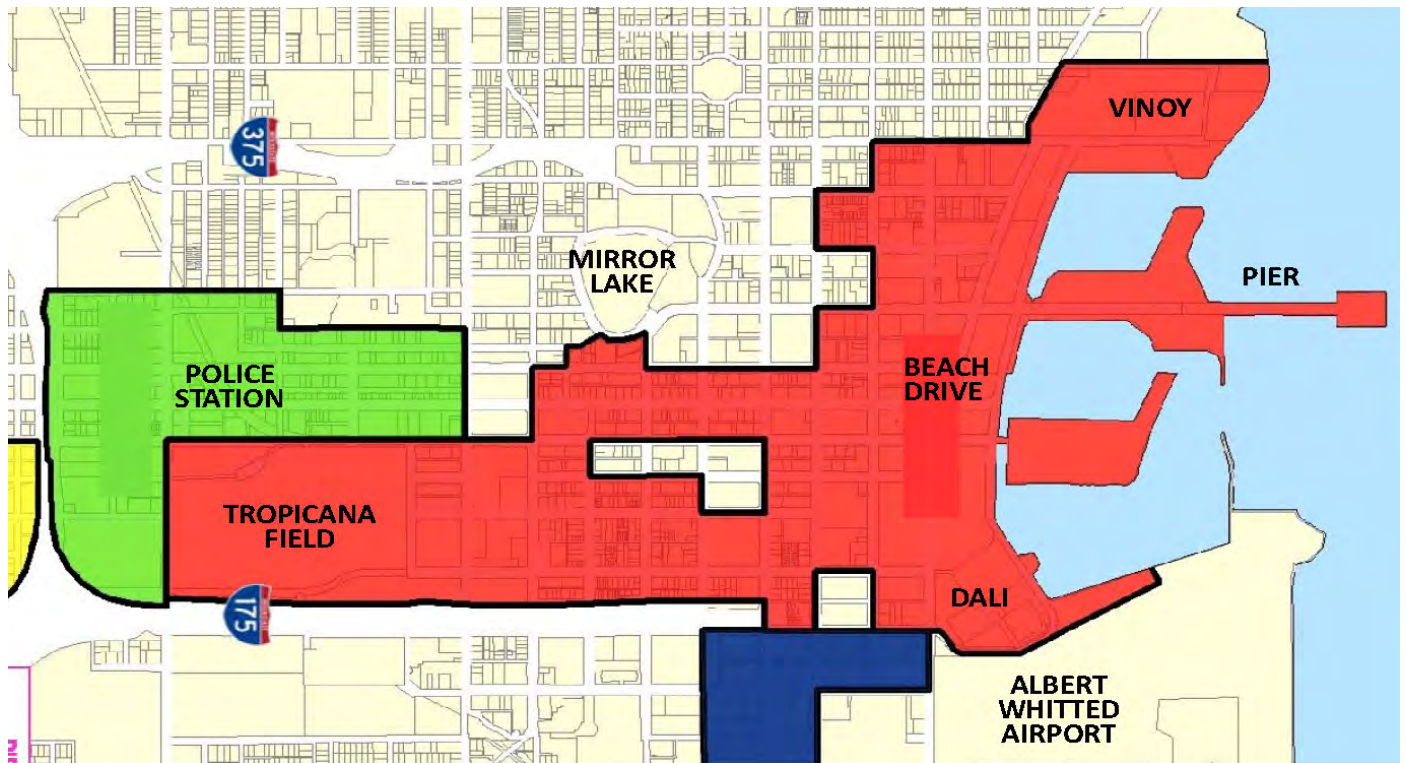 VINOY
375
MIRROR
LAKE
PIER
POLICE
STATION
BEACH
DRIVE
TROPICANA
FIELD
175
DALI
ALBERT
WHITTED
AIRPORT